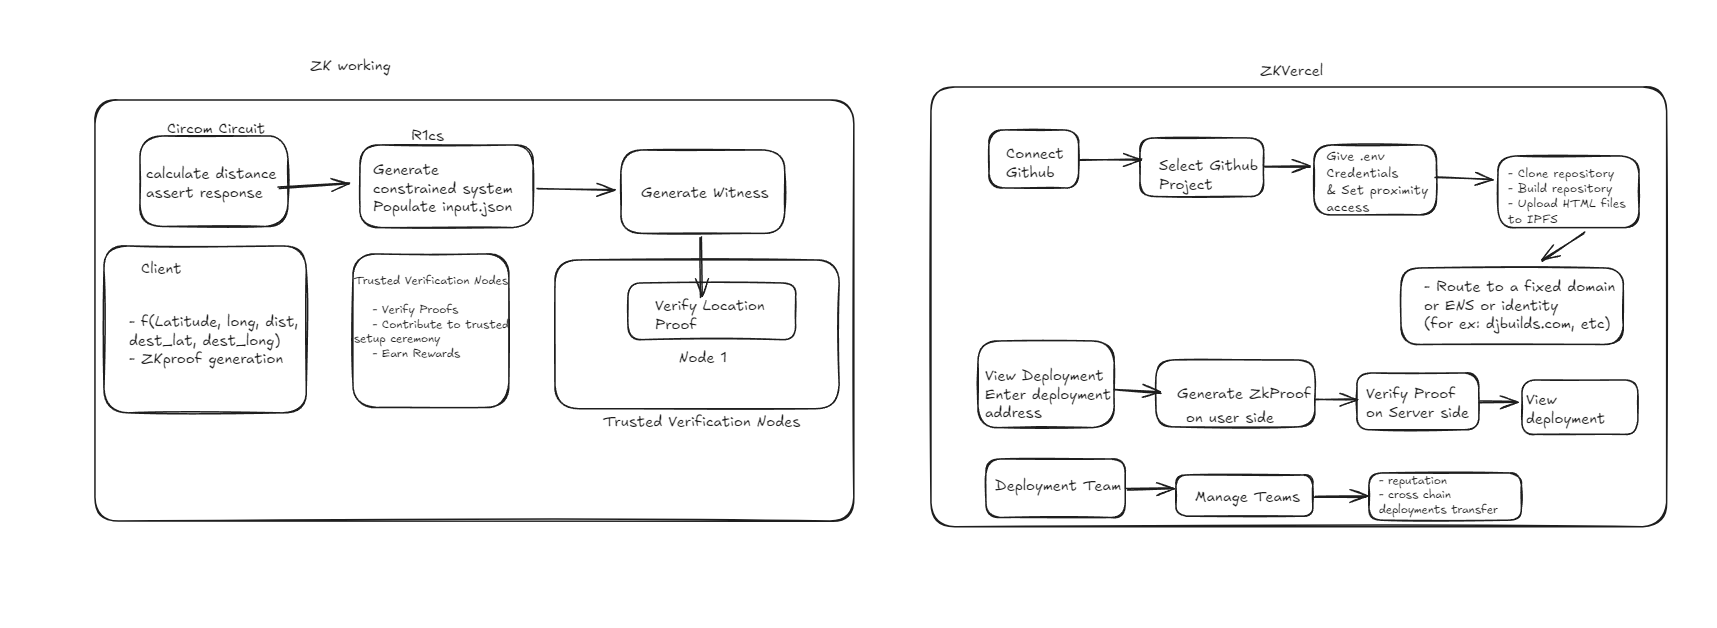 ZK working
Circom Circuit
calculate distance
assert response
R1cs
Generate
constrained system
Populate input.json
Generate Witness
Client
- f(Latitude, long, dist,
dest_lat, dest_long)
- ZKproof generation
Trusted Verification Nodes
- Verify Proofs
- Contribute to trusted
setup ceremony
- Earn Rewards
Verify Location
Proof
Node 1
Trusted Verification Nodes
ZKVercel
Connect
Github
Select Github
Project
Give .env
Credentials
& Set proximity
access
- Clone repository
- Build repository
- Upload HTML files
to IPFS
- Route to a fixed domain
or ENS or identity
(for ex: djbuilds.com, etc)
View Deployment
Enter deployment
address
Generate ZkProof
on user side
Verify Proof
on Server side
View
deployment
Deployment Team
Manage Teams
- reputation
- cross chain
deployments transfer